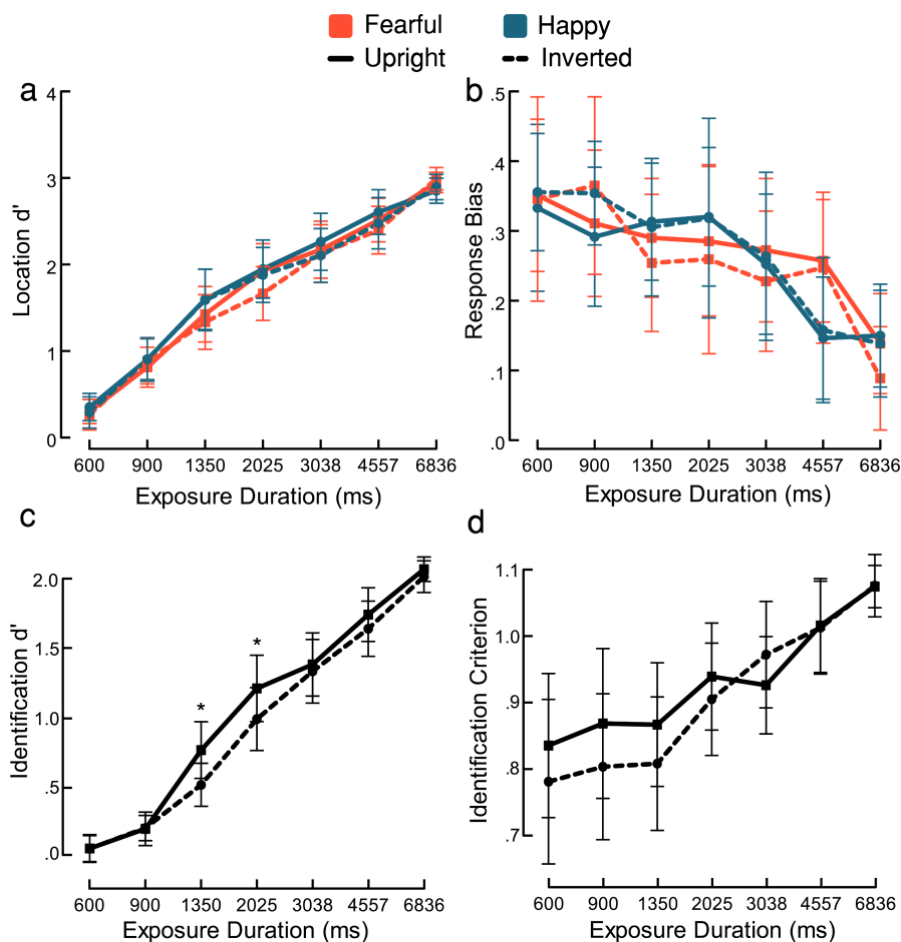 Fearful Happy
Upright Inverted
a
4
3
2
1
0
Location d'
600 900 1350 2025 3038 4557 6836
Exposure Duration (ms)
b
.5
.4
.3
.2
.1
.0
Response Bias
600 900 1350 2025 3038 4557 6836
Exposure Duration (ms)
c
2.0
1.5
1.0
.5
.0
Identification d'
* *
600 900 1350 2025 3038 4557 6836
Exposure Duration (ms)
d
1.1
1.0
.9
.8
.7
Identification Criterion
600 900 1350 2025 3038 4557 6836
Exposure Duration (ms)